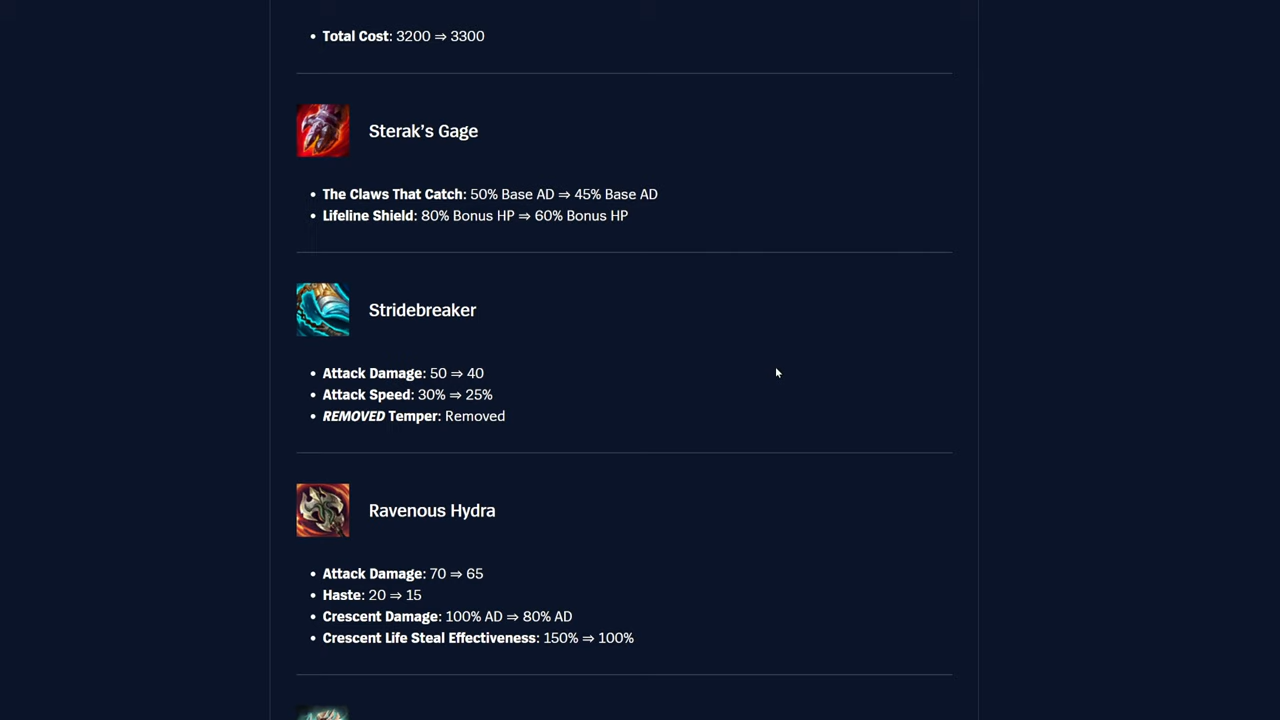 Total Cost: 3200 ⇒ 3300
Sterak’s Gage
The Claws That Catch: 50% Base AD ⇒ 45% Base AD
Lifeline Shield: 80% Bonus HP ⇒ 60% Bonus HP
Stridebreaker
Attack Damage: 50 ⇒ 40
Attack Speed: 30% ⇒ 25%
REMOVED Temper: Removed
Ravenous Hydra
Attack Damage: 70 ⇒ 65
Haste: 20 ⇒ 15
Crescent Damage: 100% AD ⇒ 80% AD
Crescent Life Steal Effectiveness: 150% ⇒ 100%